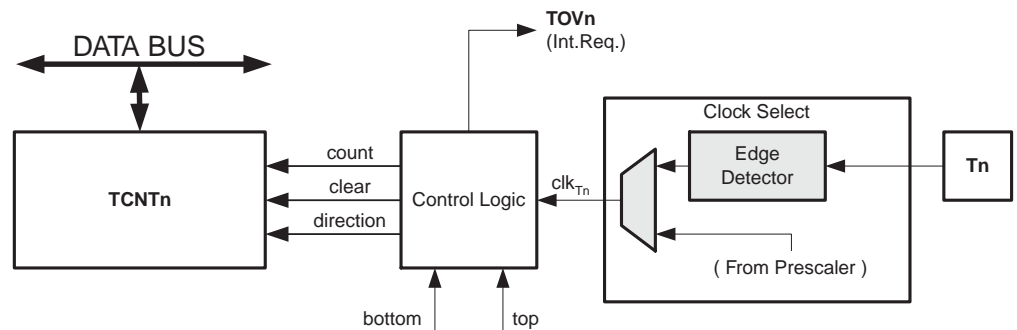 TOVn
(Int.Req.)
DATA BUS
Clock Select
TCNTn
count
clear
direction
Control Logic
clkTn
Edge
Detector
Tn
( From Prescaler )
bottom
top